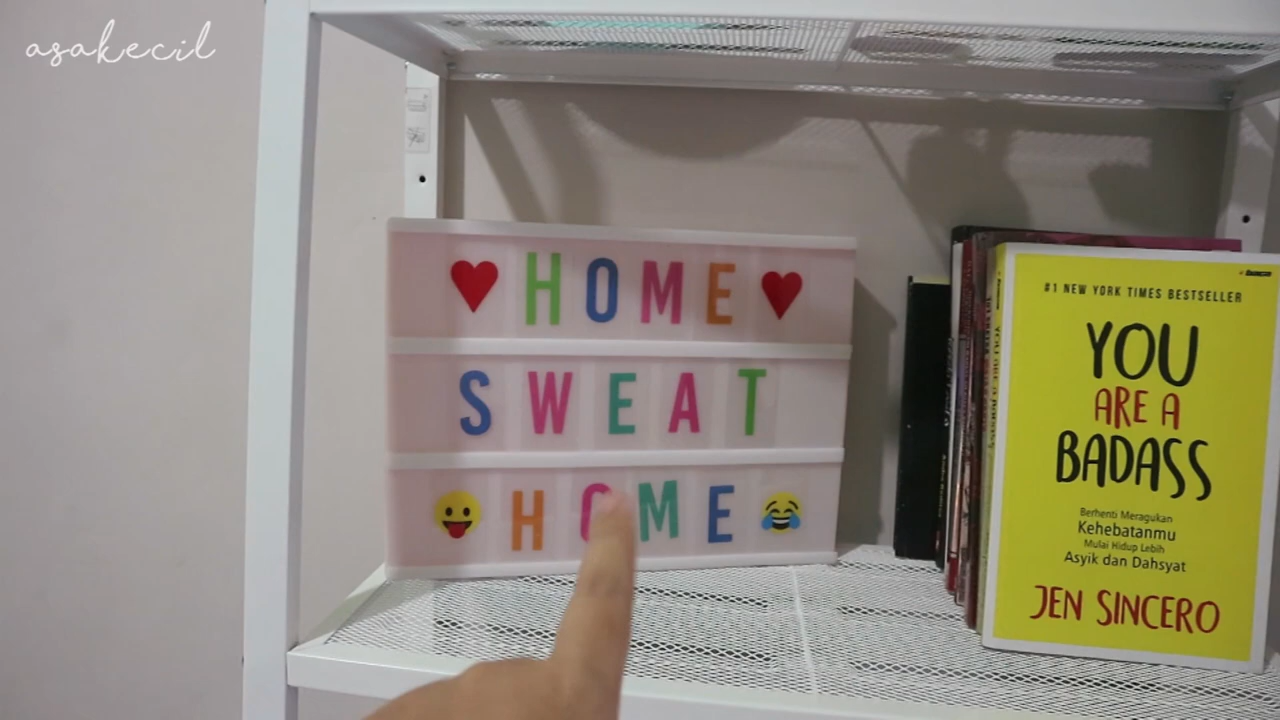 asakecil
HOME
SWEAT
HOME
#1 NEW YORK TIMES BESTSELLER
YOU
ARE A
BADASS
Berhenti Meragukan
Kehebatanmu
Mulai Hidup Lebih
Asyik dan Dahsyat
JEN SINCERO